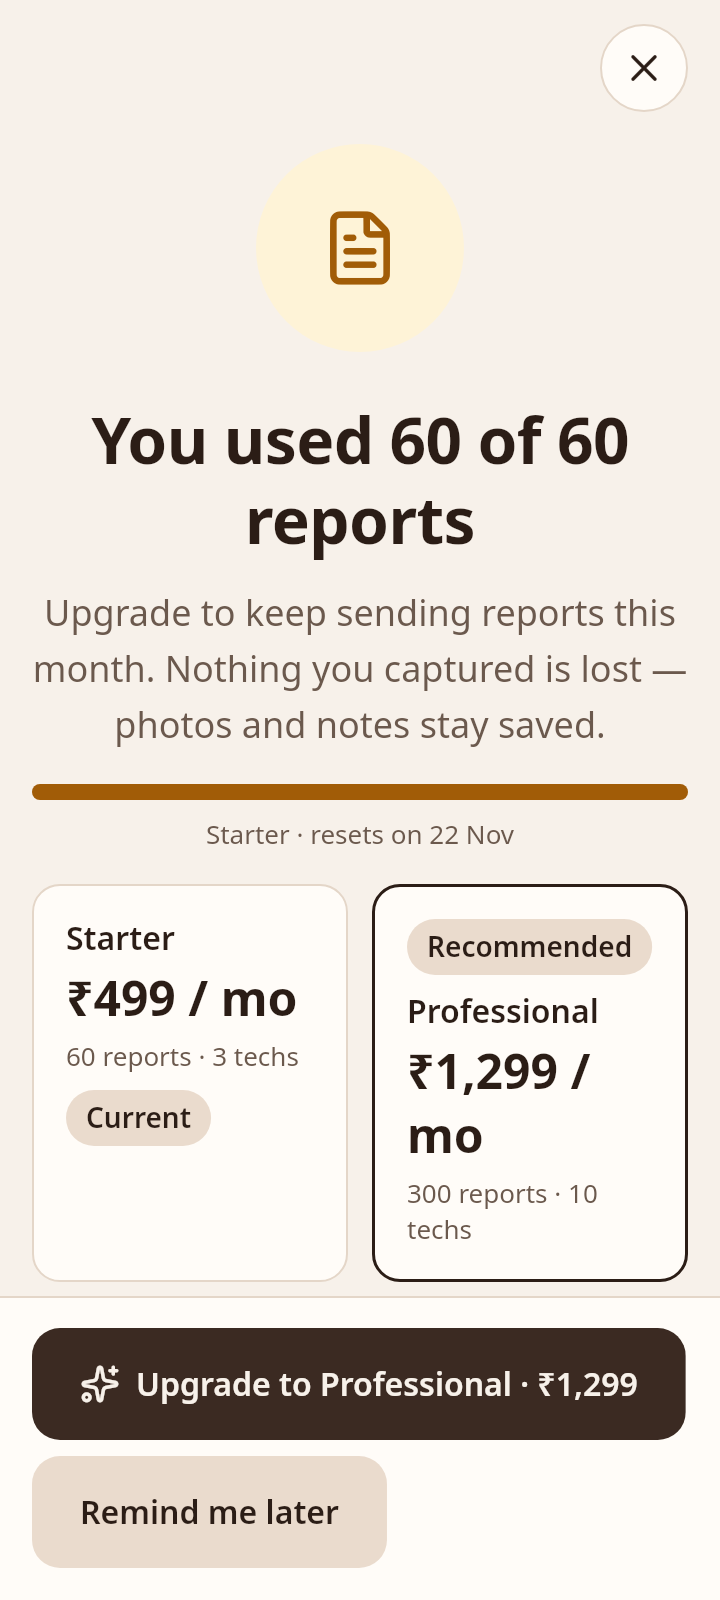 You used 60 of 60
reports
Upgrade to keep sending reports this
month. Nothing you captured is lost —
photos and notes stay saved.
Starter · resets on 22 Nov
Starter
₹499 / mo
60 reports · 3 techs
Current
Recommended
Professional
₹1,299 /
mo
300 reports · 10
techs
Upgrade to Professional · ₹1,299
Remind me later